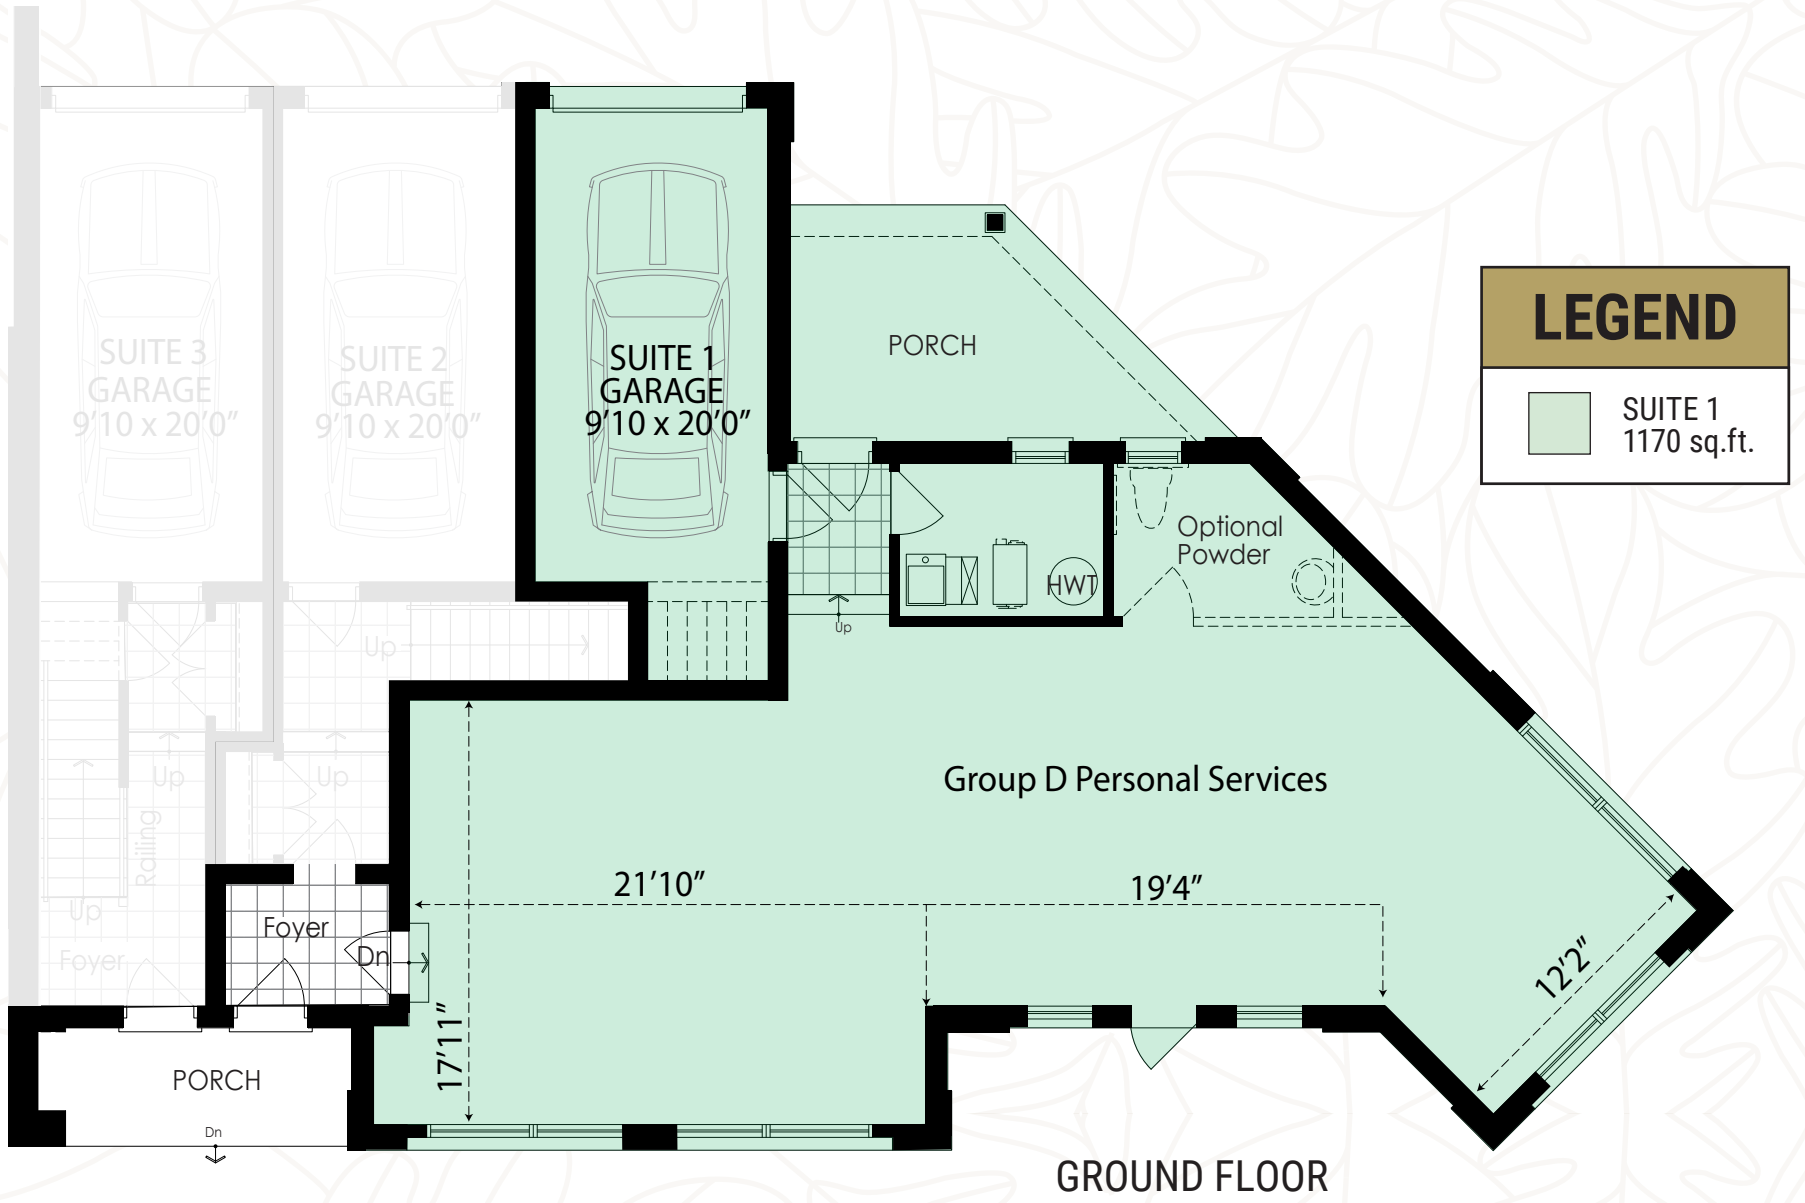 SUITE 3
GARAGE
9'10 x 20'0"
SUITE 2
GARAGE
9'10 x 20'0"
SUITE 1
GARAGE
9'10 x 20'0"
PORCH
LEGEND
SUITE 1
1170 sq.ft.
Optional
Powder
HWT
Up
Up
Up
Up
Railing
Up
Group D Personal Services
21'10"
19'4"
Foyer
Foyer
Dn
12'2"
17'11"
PORCH
Dn
GROUND FLOOR